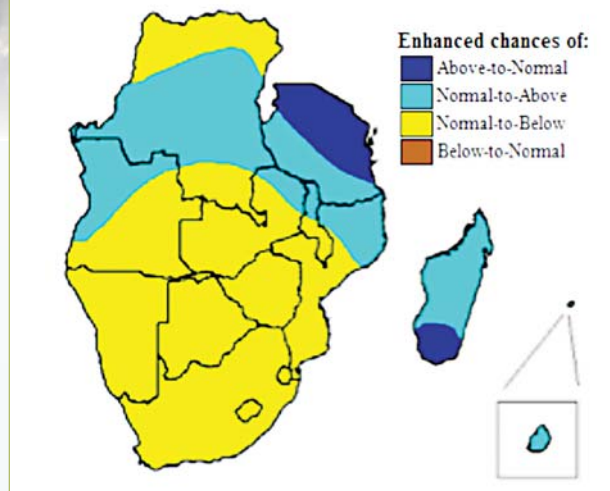 Enhanced chances of:
Above-to-Normal
Normal-to-Above
Normal-to-Below
Below-to-Normal